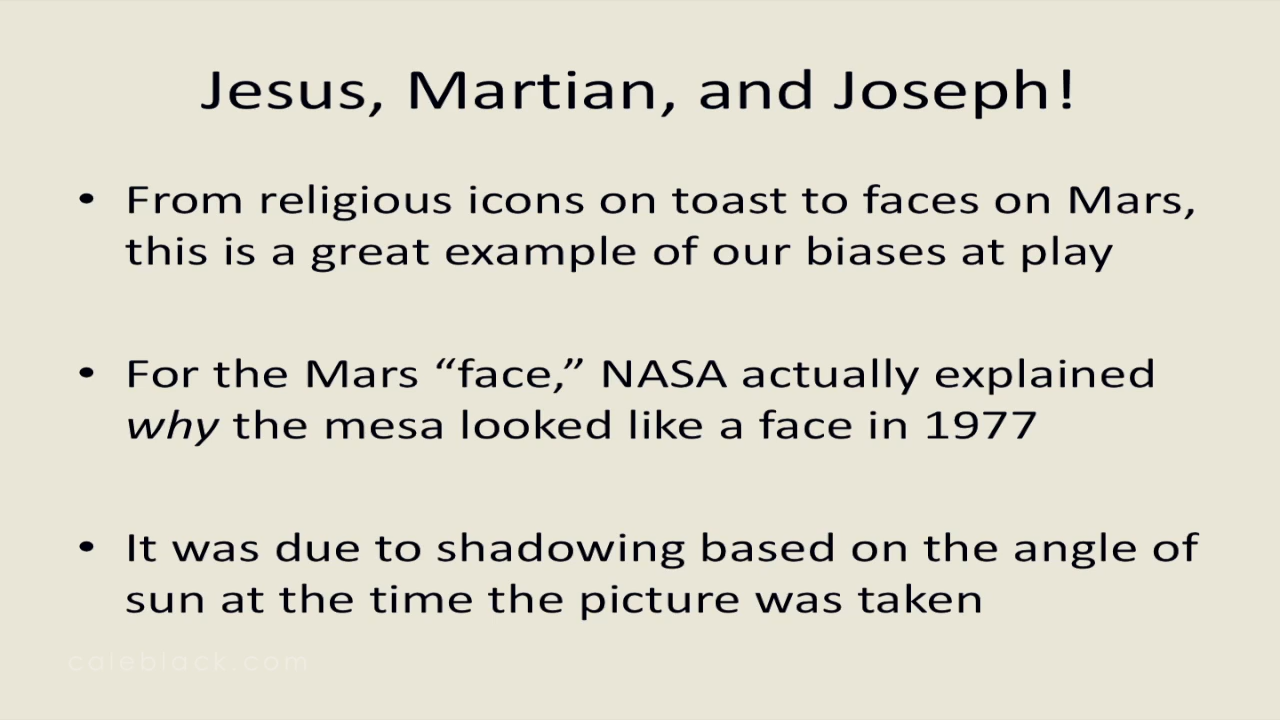 Jesus, Martian, and Joseph!
• From religious icons on toast to faces on Mars,
this is a great example of our biases at play
• For the Mars “face,” NASA actually explained
why the mesa looked like a face in 1977
• It was due to shadowing based on the angle of
sun at the time the picture was taken
caleblack.com